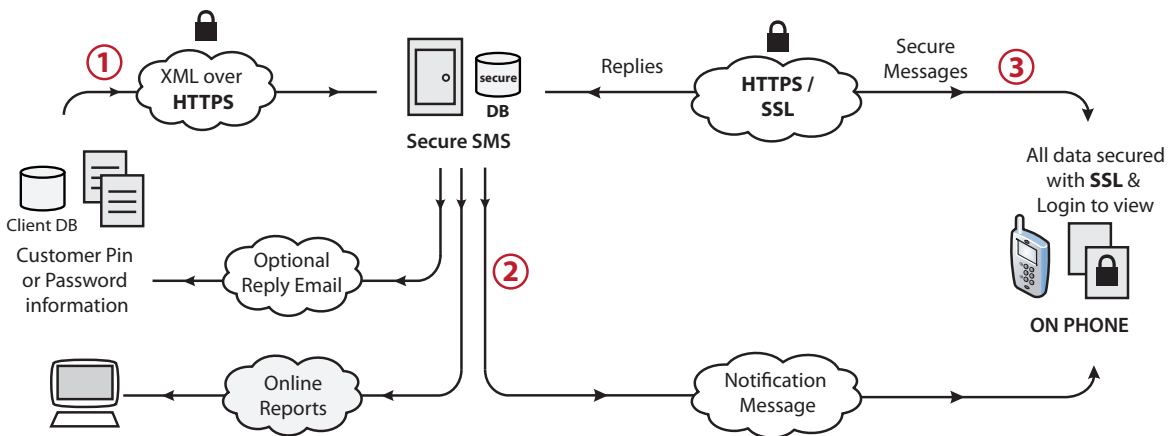 1
XML over
HTTPS
secure
DB
Secure SMS
Replies
HTTPS /
SSL
Secure
Messages
3
All data secured
with SSL &
Login to view
ON PHONE
Client DB
Customer Pin
or Password
information
Optional
Reply Email
2
Online
Reports
Notification
Message